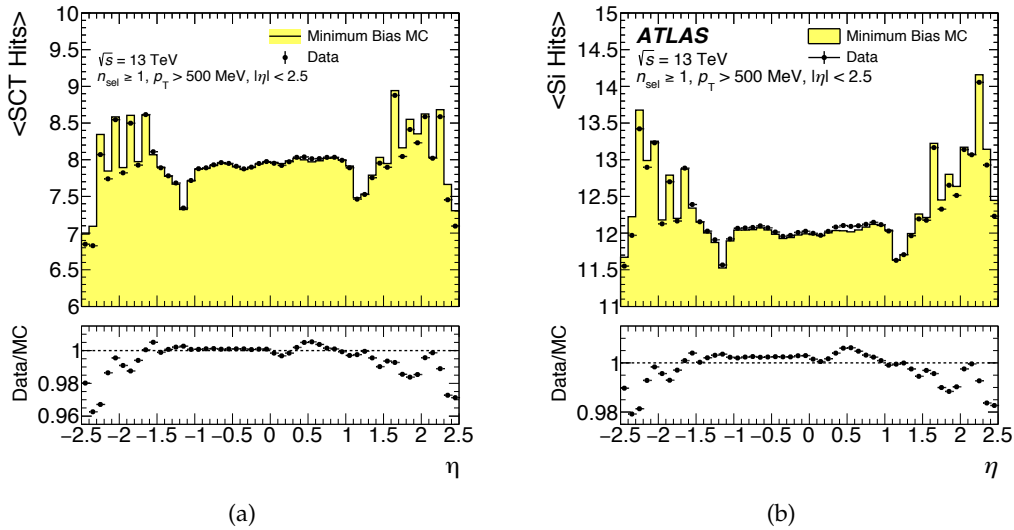 <SCT Hits>
10
9.5
9
8.5
8
7.5
7
6.5
6
Minimum Bias MC
Data
√s = 13 TeV
n_sel ≥ 1, p_T > 500 MeV, |η| < 2.5
Data/MC
1
0.98
0.96
−2.5 −2 −1.5 −1 −0.5 0 0.5 1 1.5 2 2.5
η
(a)
<Si Hits>
15
14.5
14
13.5
13
12.5
12
11.5
11
ATLAS
Minimum Bias MC
Data
√s = 13 TeV
n_sel ≥ 1, p_T > 500 MeV, |η| < 2.5
Data/MC
1
0.98
−2.5 −2 −1.5 −1 −0.5 0 0.5 1 1.5 2 2.5
η
(b)